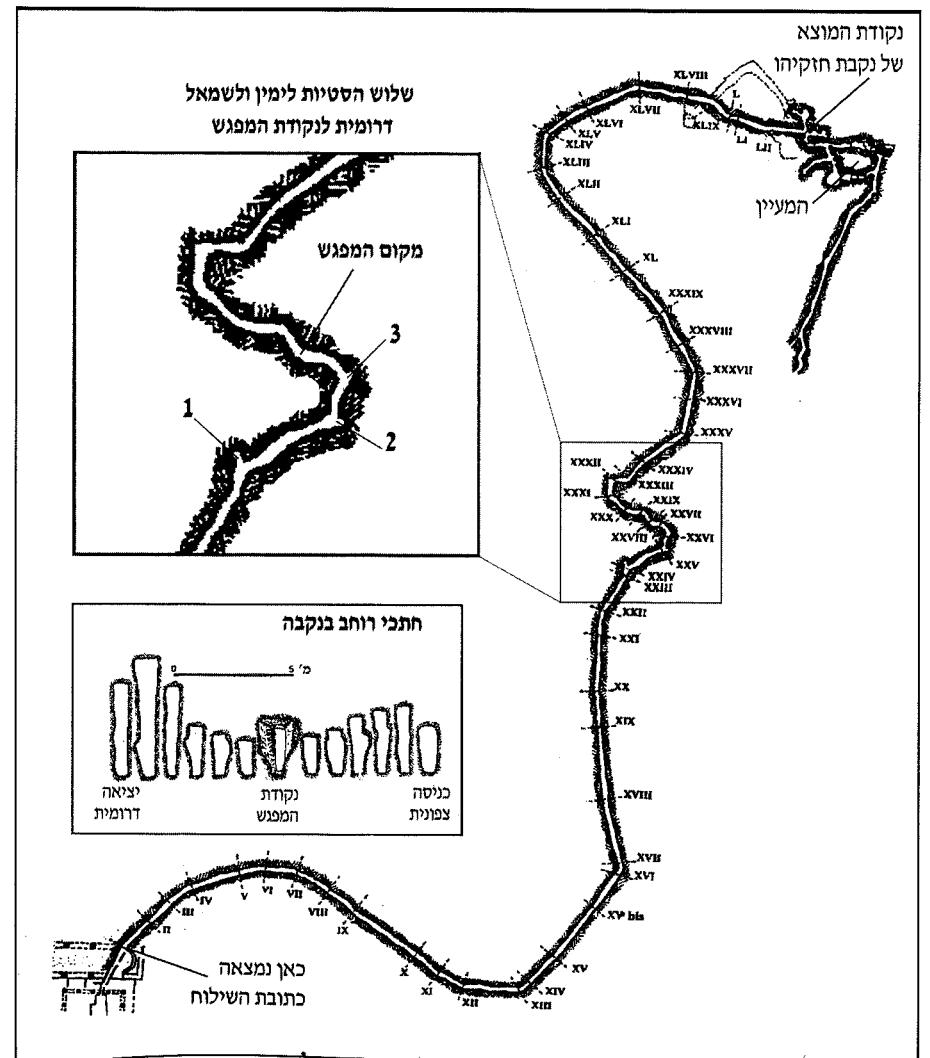 נקודת המוצא
של נקבת חזקיהו
המעיין
שלוש הסטיות לימין ולשמאל
דרומית לנקודת המפגש
מקום המפגש
1
2
3
חתכי רוחב בנקבה
0
5 מ'
יציאה
דרומית
נקודת
המפגש
כניסה
צפונית
כאן נמצאה
כתובת השילוח
II
III
IV
V
VI
VII
VIII
IX
X
XI
XII
XIII
XIV
XV
XV bis
XVI
XVII
XVIII
XIX
XX
XXI
XXII
XXIII
XXIV
XXV
XXVI
XXVII
XXVIII
XXIX
XXX
XXXI
XXXII
XXXIII
XXXIV
XXXV
XXXVI
XXXVII
XXXVIII
XXXIX
XL
XLI
XLII
XLIII
XLIV
XLV
XLVI
XLVII
XLVIII
XLIX
L
LI
LII